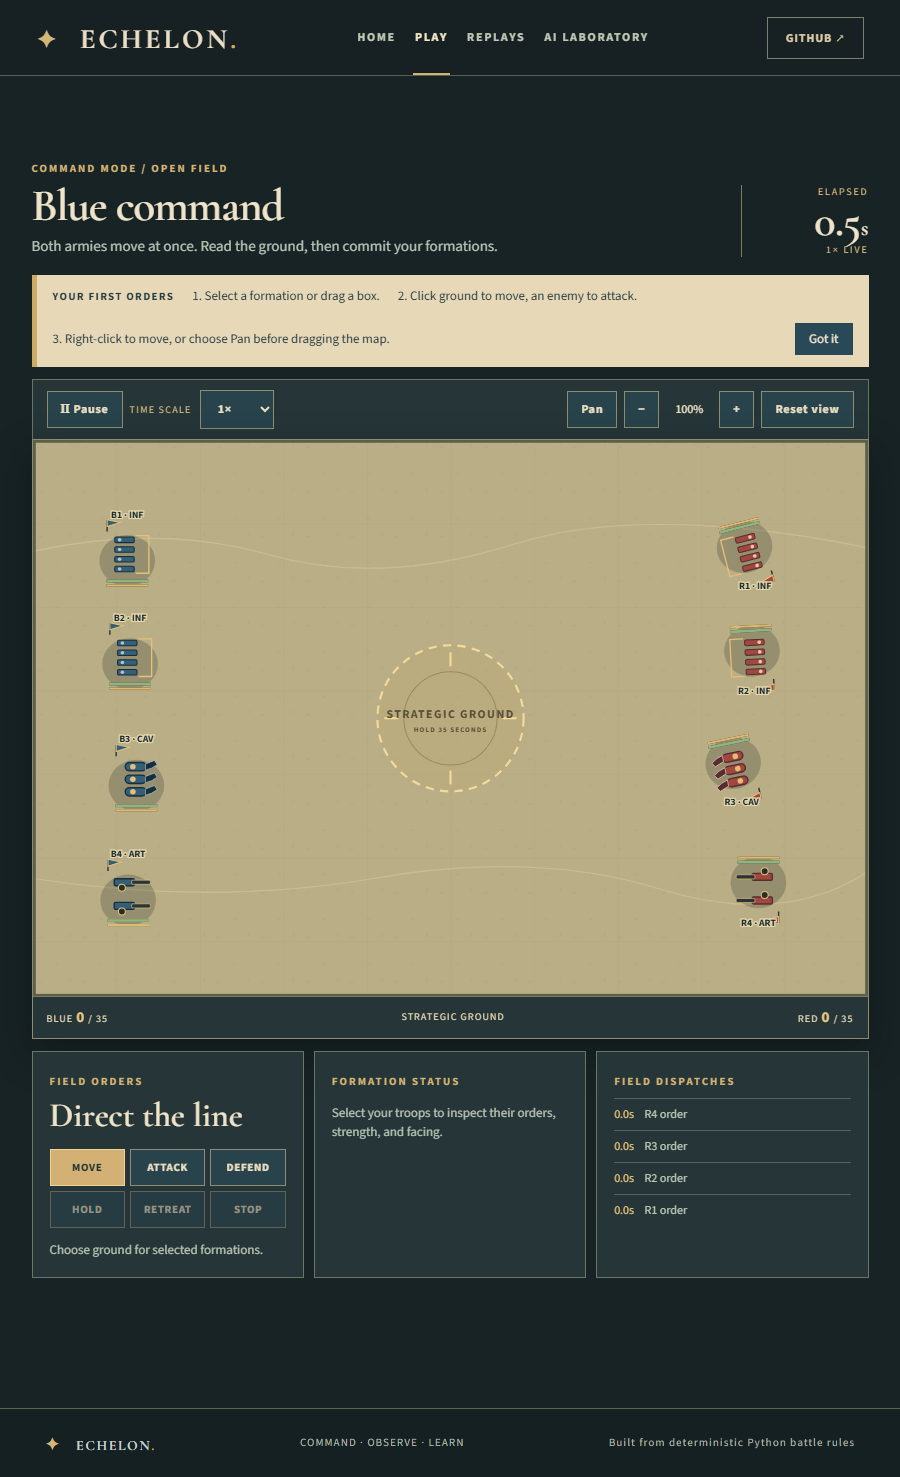 ECHELON.
HOME PLAY REPLAYS AI LABORATORY
GITHUB ↗
COMMAND MODE / OPEN FIELD
Blue command
Both armies move at once. Read the ground, then commit your formations.
ELAPSED
0.5s
1× LIVE
YOUR FIRST ORDERS 1. Select a formation or drag a box. 2. Click ground to move, an enemy to attack.
3. Right-click to move, or choose Pan before dragging the map. Got it
Pause TIME SCALE 1× Pan − 100% + Reset view
B1 · INF
R1 · INF
B2 · INF
R2 · INF
B3 · CAV
R3 · CAV
B4 · ART
R4 · ART
STRATEGIC GROUND
HOLD 35 SECONDS
BLUE 0 / 35 STRATEGIC GROUND RED 0 / 35
FIELD ORDERS
Direct the line
MOVE ATTACK DEFEND
HOLD RETREAT STOP
Choose ground for selected formations.
FORMATION STATUS
Select your troops to inspect their orders,
strength, and facing.
FIELD DISPATCHES
0.0s R4 order
0.0s R3 order
0.0s R2 order
0.0s R1 order
ECHELON.
COMMAND · OBSERVE · LEARN
Built from deterministic Python battle rules